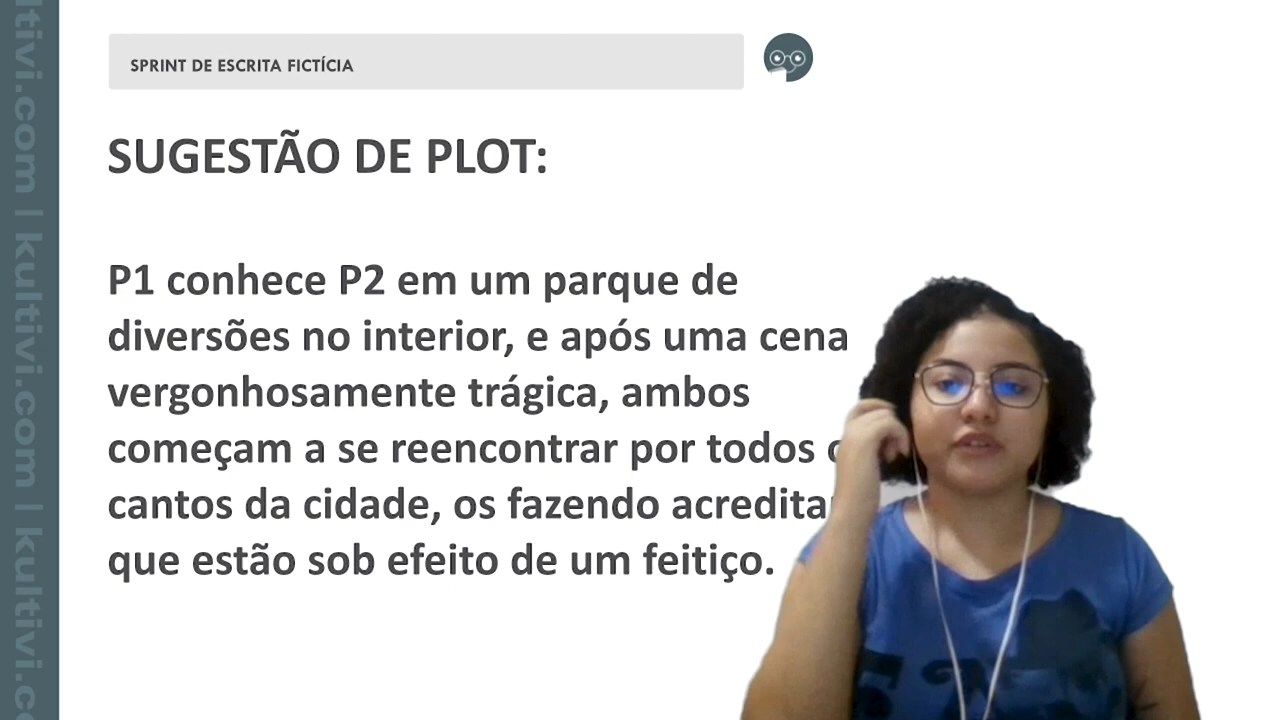 SPRINT DE ESCRITA FICTÍCIA
SUGESTÃO DE PLOT:
P1 conhece P2 em um parque de
diversões no interior, e após uma cena
vergonhosamente trágica, ambos
começam a se reencontrar por todos
cantos da cidade, os fazendo
que estão sob efeito de um feitiço.
ltivi.com | kultivi.com | kultivi.c